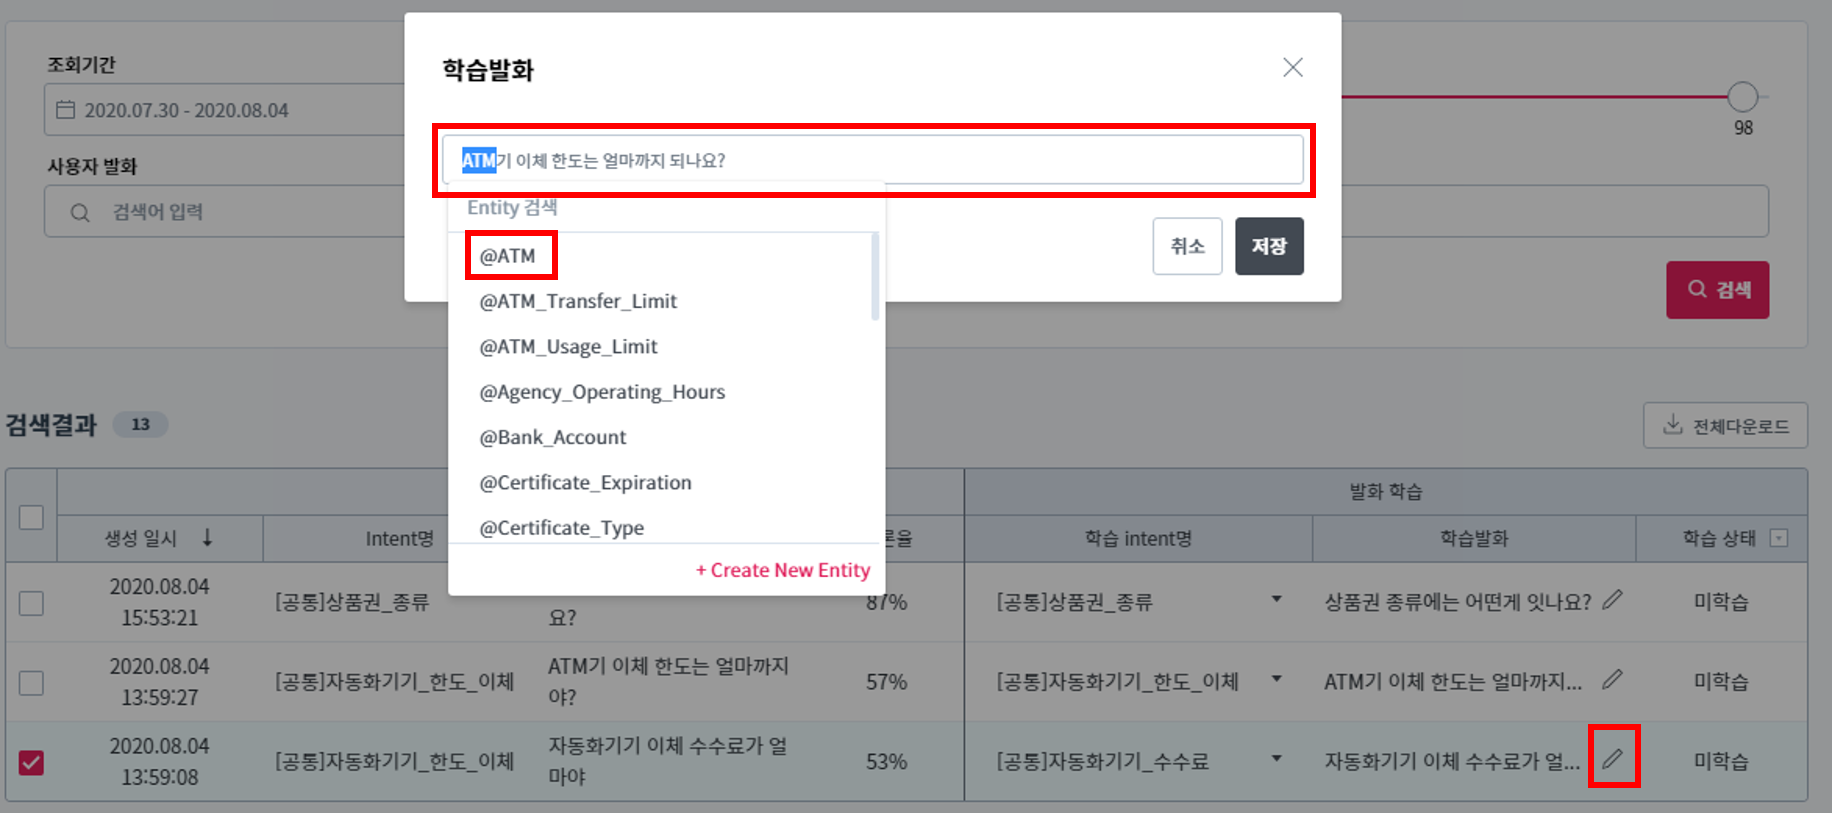 조회기간
2020.07.30 - 2020.08.04
98
사용자 발화
검색어 입력
검색
학습발화
ATM기 이체 한도는 얼마까지 되나요?
Entity 검색
@ATM
@ATM_Transfer_Limit
@ATM_Usage_Limit
@Agency_Operating_Hours
@Bank_Account
@Certificate_Expiration
@Certificate_Type
+ Create New Entity
취소 저장
검색결과 13
전체다운로드
발화 학습
생성 일시 ↓ Intent명 론율 학습 intent명 학습발화 학습 상태
2020.08.04
15:53:21
[공통]상품권_종류
요?
87%
[공통]상품권_종류
상품권 종류에는 어떤게 잇나요?
미학습
2020.08.04
13:59:27
[공통]자동화기기_한도_이체
ATM기 이체 한도는 얼마까지
야?
57%
[공통]자동화기기_한도_이체
ATM기 이체 한도는 얼마까지...
미학습
2020.08.04
13:59:08
[공통]자동화기기_한도_이체
자동화기기 이체 수수료가 얼
마야
53%
[공통]자동화기기_수수료
자동화기기 이체 수수료가 얼...
미학습